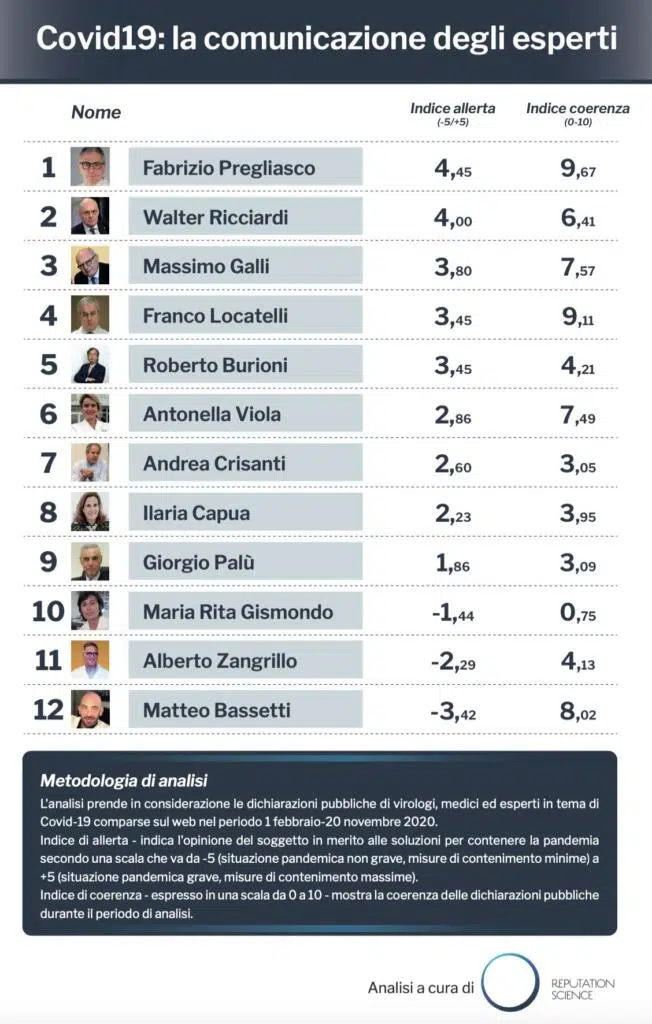 Covid19: la comunicazione degli esperti
Nome Indice allerta Indice coerenza
(-5/+5) (0-10)
1 Fabrizio Pregliasco 4,45 9,67
2 Walter Ricciardi 4,00 6,41
3 Massimo Galli 3,80 7,57
4 Franco Locatelli 3,45 9,11
5 Roberto Burioni 3,45 4,21
6 Antonella Viola 2,86 7,49
7 Andrea Crisanti 2,60 3,05
8 Ilaria Capua 2,23 3,95
9 Giorgio Palù 1,86 3,09
10 Maria Rita Gismondo -1,44 0,75
11 Alberto Zangrillo -2,29 4,13
12 Matteo Bassetti -3,42 8,02
Metodologia di analisi
L'analisi prende in considerazione le dichiarazioni pubbliche di virologi, medici ed esperti in tema di
Covid-19 comparse sul web nel periodo 1 febbraio-20 novembre 2020.
Indice di allerta - indica l'opinione del soggetto in merito alle soluzioni per contenere la pandemia
secondo una scala che va da -5 (situazione pandemica non grave, misure di contenimento minime) a
+5 (situazione pandemica grave, misure di contenimento massime).
Indice di coerenza - espresso in una scala da 0 a 10 - mostra la coerenza delle dichiarazioni pubbliche
durante il periodo di analisi.
Analisi a cura di REPUTATION
SCIENCE